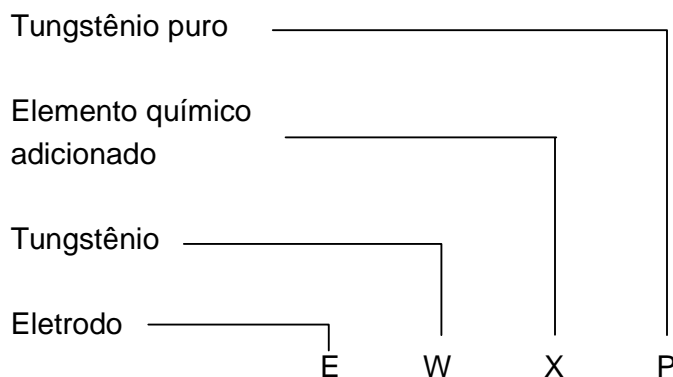 Tungstênio puro
Elemento químico
adicionado
Tungstênio
Eletrodo
E W X P